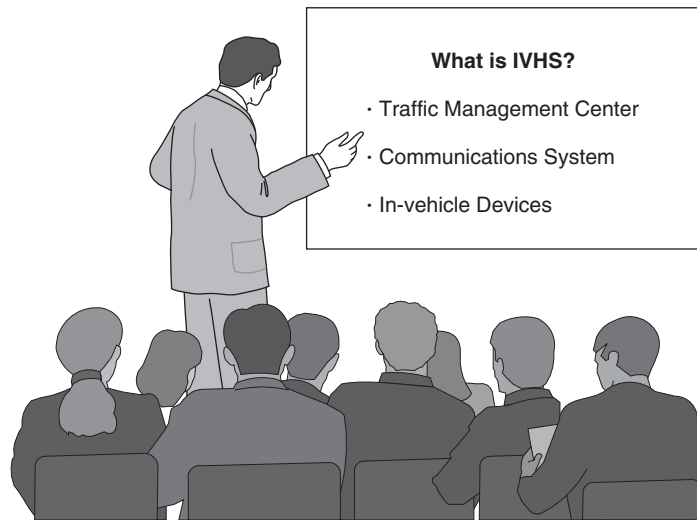 What is IVHS?
· Traffic Management Center
· Communications System
· In-vehicle Devices